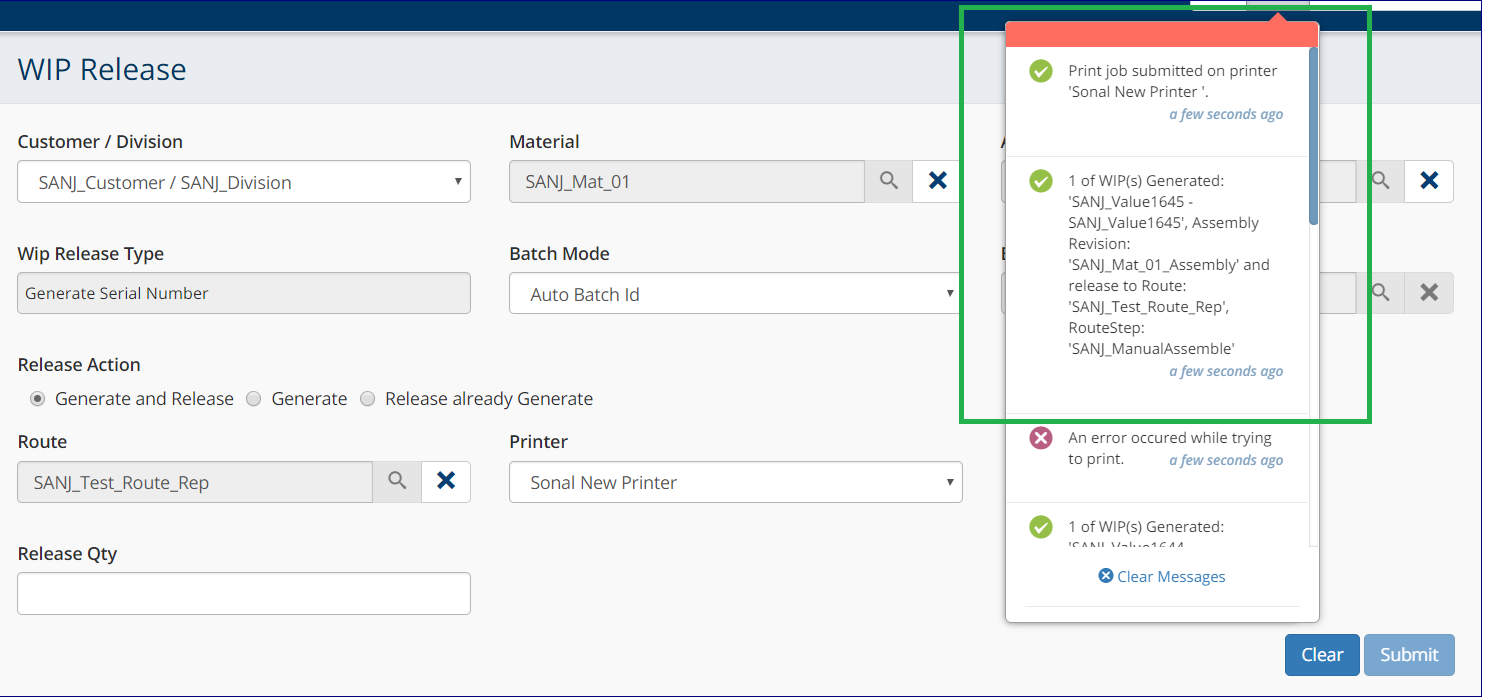 WIP Release
Customer / Division
SANJ_Customer / SANJ_Division
Material
SANJ_Mat_01
Wip Release Type
Generate Serial Number
Batch Mode
Auto Batch Id
Release Action
Generate and Release
Generate
Release already Generate
Route
SANJ_Test_Route_Rep
Printer
Sonal New Printer
Release Qty
Print job submitted on printer
'Sonal New Printer '.
a few seconds ago
1 of WIP(s) Generated:
'SANJ_Value1645 -
SANJ_Value1645', Assembly
Revision:
'SANJ_Mat_01_Assembly' and
release to Route:
'SANJ_Test_Route_Rep',
RouteStep:
'SANJ_ManualAssemble'
a few seconds ago
An error occured while trying
to print.
a few seconds ago
1 of WIP(s) Generated:
'SANJ_Value1644
Clear Messages
Clear
Submit